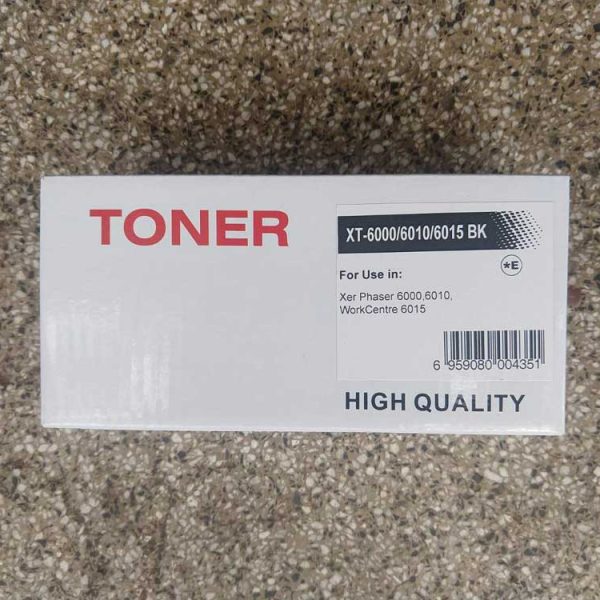 TONER
XT-6000/6010/6015 BK
*E
For Use in:
Xer Phaser 6000,6010,
WorkCentre 6015
6 959080 004351
HIGH QUALITY